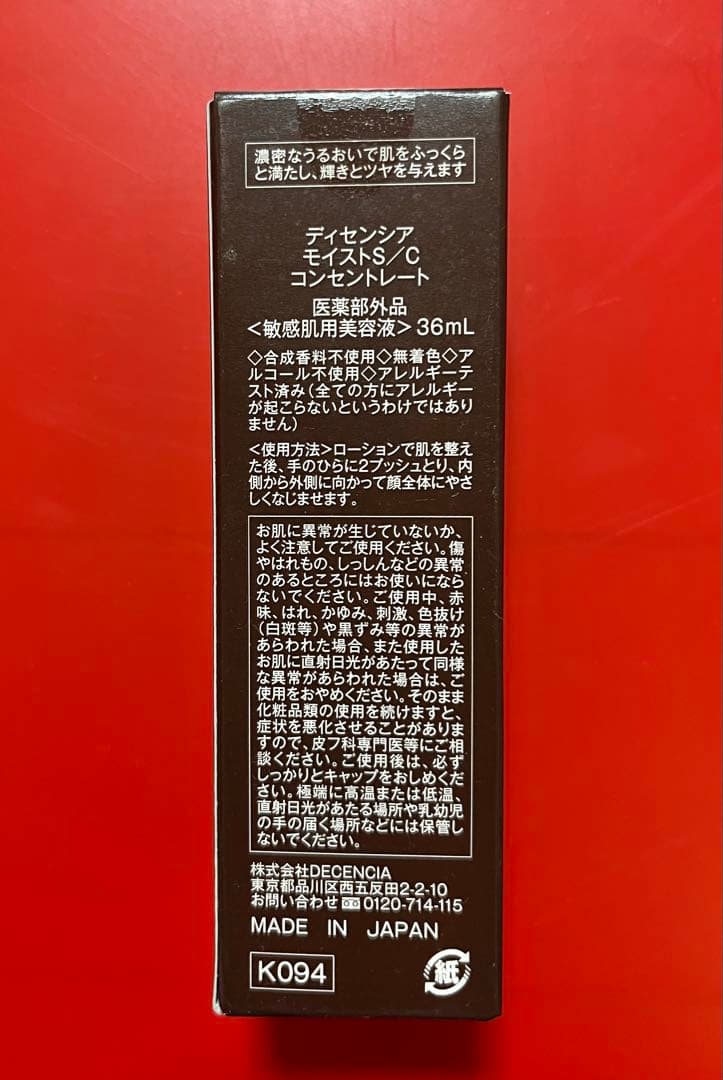 濃密なうるおいで肌をふっくら
と満たし、輝きとツヤを与えます
ディセンシア
モイストS/C
コンセントレート
医薬部外品
<敏感肌用美容液>36mL
◇合成香料不使用◇無着色◇ア
ルコール不使用◇アレルギーテ
スト済み(全ての方にアレルギー
が起こらないというわけではあり
ません)
<使用方法>ローションで肌を整え
た後、手のひらに2プッシュとり、内
側から外側に向かって顔全体にやさ
しくなじませます。
お肌に異常が生じていないか、
よく注意してご使用ください。傷
やはれもの、しっしんなどの異常
のあるところにはお使いになら
ないでください。ご使用中、赤
味、はれ、かゆみ、刺激、色抜け
(白斑等)や黒ずみ等の異常が
あらわれた場合、また使用した
お肌に直射日光があたって同様
な異常があらわれた場合は、ご
使用をおやめください。そのまま
化粧品類の使用を続けますと、
症状を悪化させることがありま
すので、皮フ科専門医等にご相
談ください。ご使用後は、必ず
しっかりとキャップをおしめくだ
さい。極端に高温または低温、
直射日光があたる場所や乳幼児
の手の届く場所などには保管し
ないでください。
株式会社DECENCIA
東京都品川区西五反田2-2-10
お問い合わせ 0120-714-115
MADE IN JAPAN
K094
紙